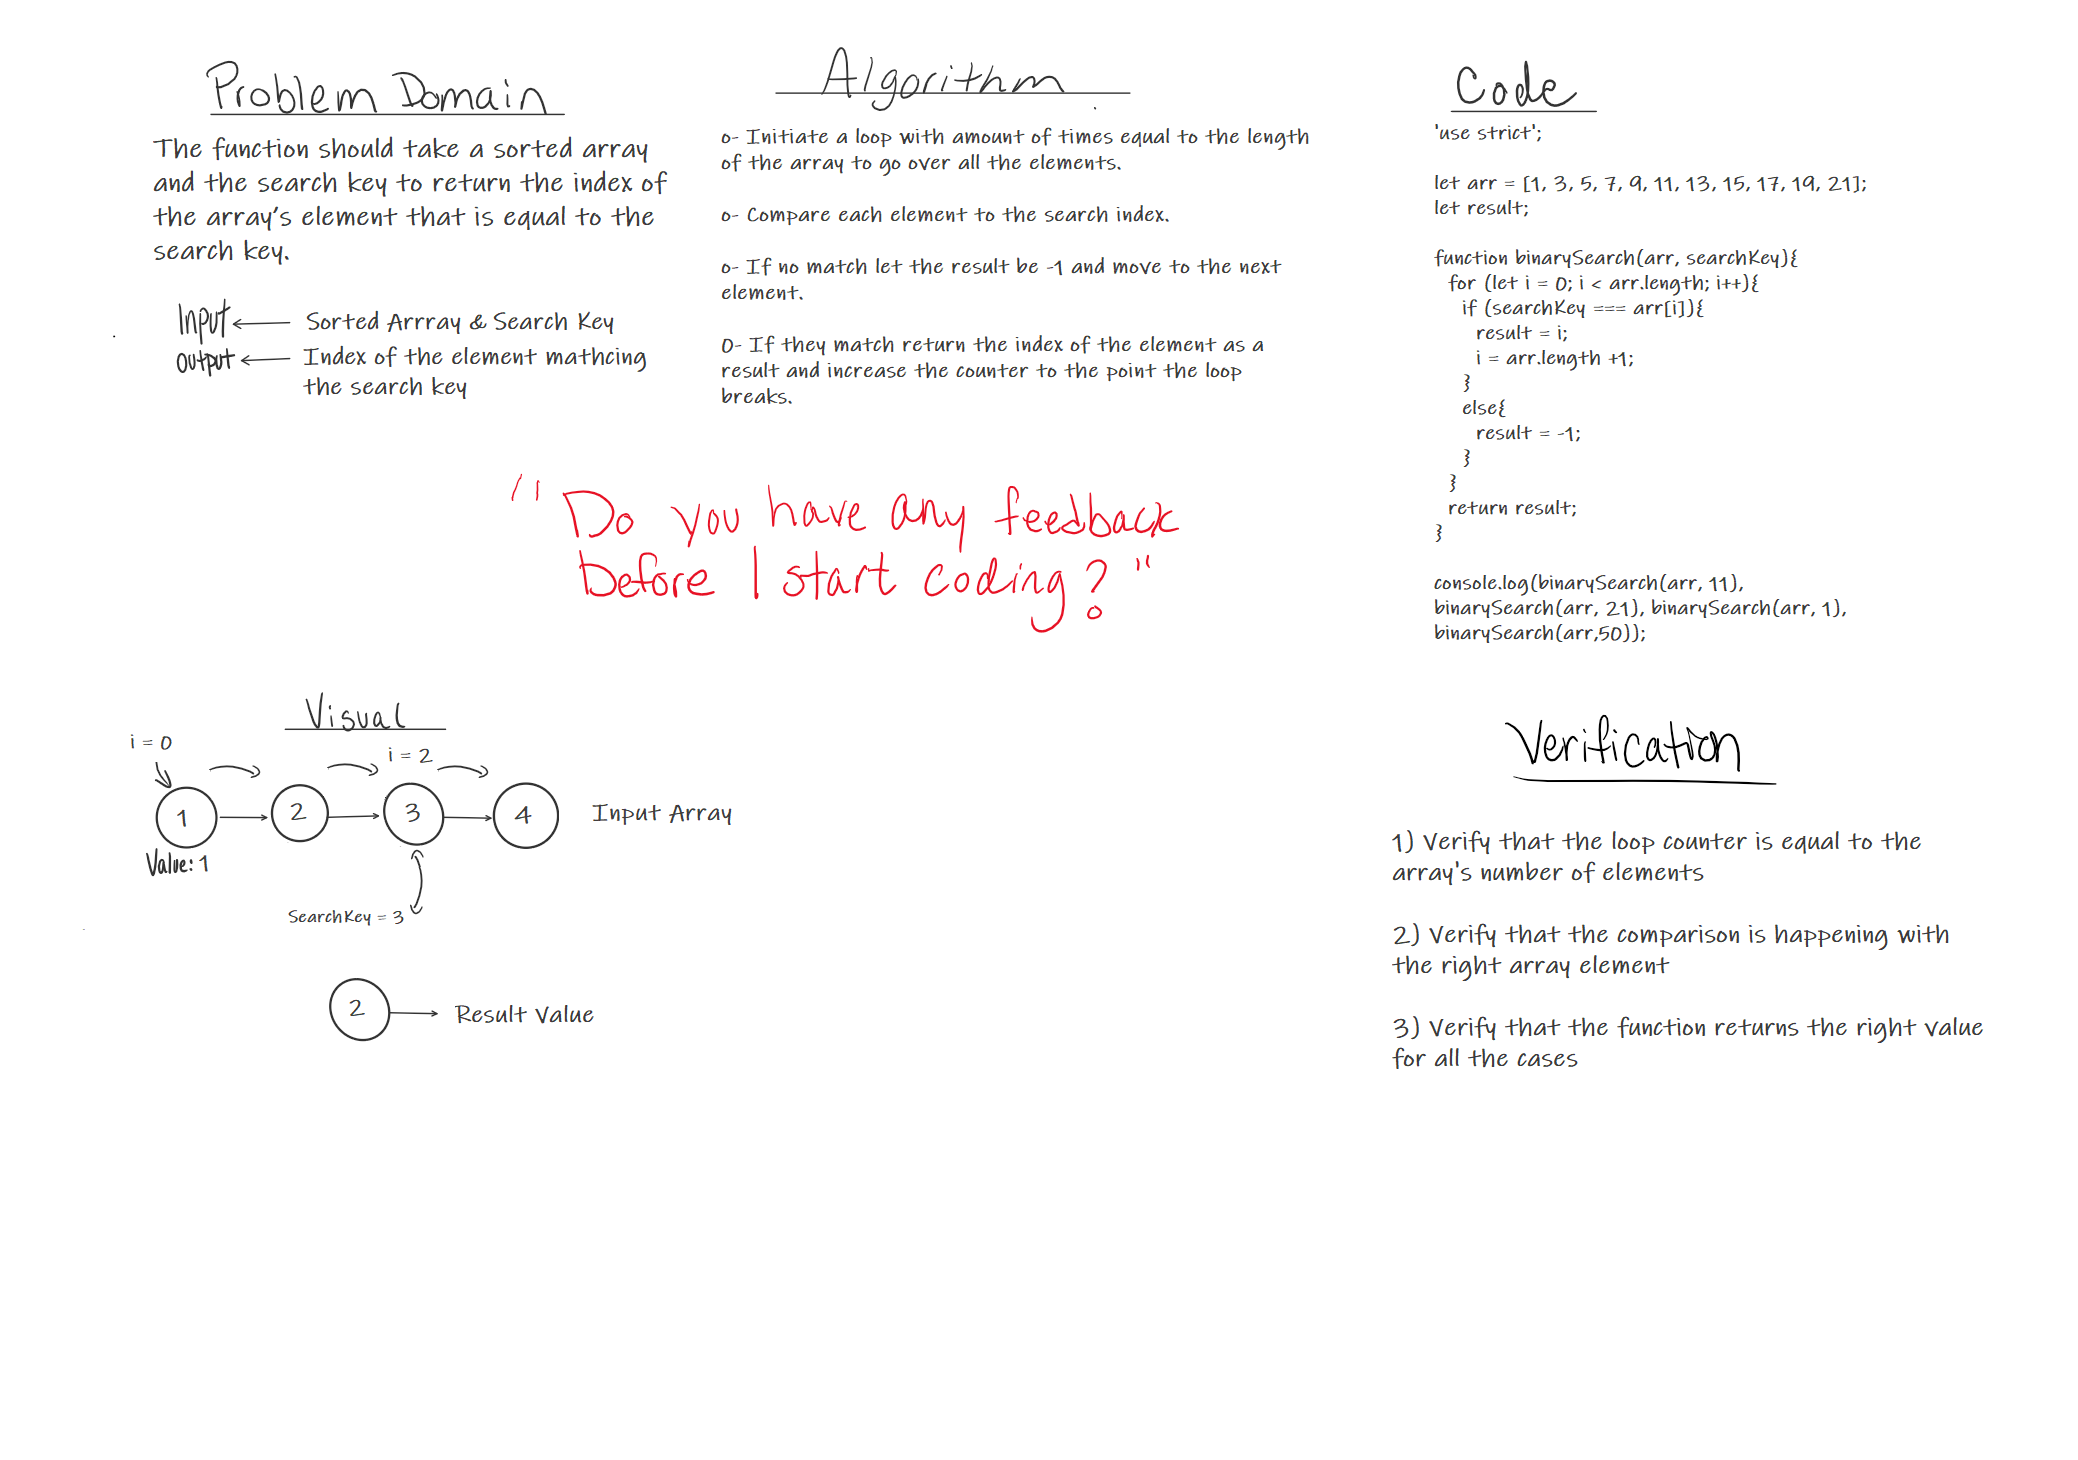 Problem Domain
The function should take a sorted array
and the search key to return the index of
the array's element that is equal to the
search key.
Input
Sorted Arrray & Search Key
output
Index of the element mathcing
the search key
Algorithm
o- Initiate a loop with amount of times equal to the length
of the array to go over all the elements.
o- Compare each element to the search index.
o- If no match let the result be -1 and move to the next
element.
O- If they match return the index of the element as a
result and increase the counter to the point the loop
breaks.
Code
'use strict';
let arr = [1, 3, 5, 7, 9, 11, 13, 15, 17, 19, 21];
let result;
function binarySearch(arr, searchKey){
for (let i = 0; i < arr.length; i++){
if (searchKey === arr[i]){
result = i;
i = arr.length +1;
}
else{
result = -1;
}
}
return result;
}
console.log(binarySearch(arr, 11),
binarySearch(arr, 21), binarySearch(arr, 1),
binarySearch(arr,50));
"Do you have any feedback
before I start coding?"
Visual
i = 0
i = 2
1
2
3
4
Input Array
Value: 1
SearchKey = 3
2
Result Value
Verification
1) Verify that the loop counter is equal to the
array's number of elements
2) Verify that the comparison is happening with
the right array element
3) Verify that the function returns the right value
for all the cases